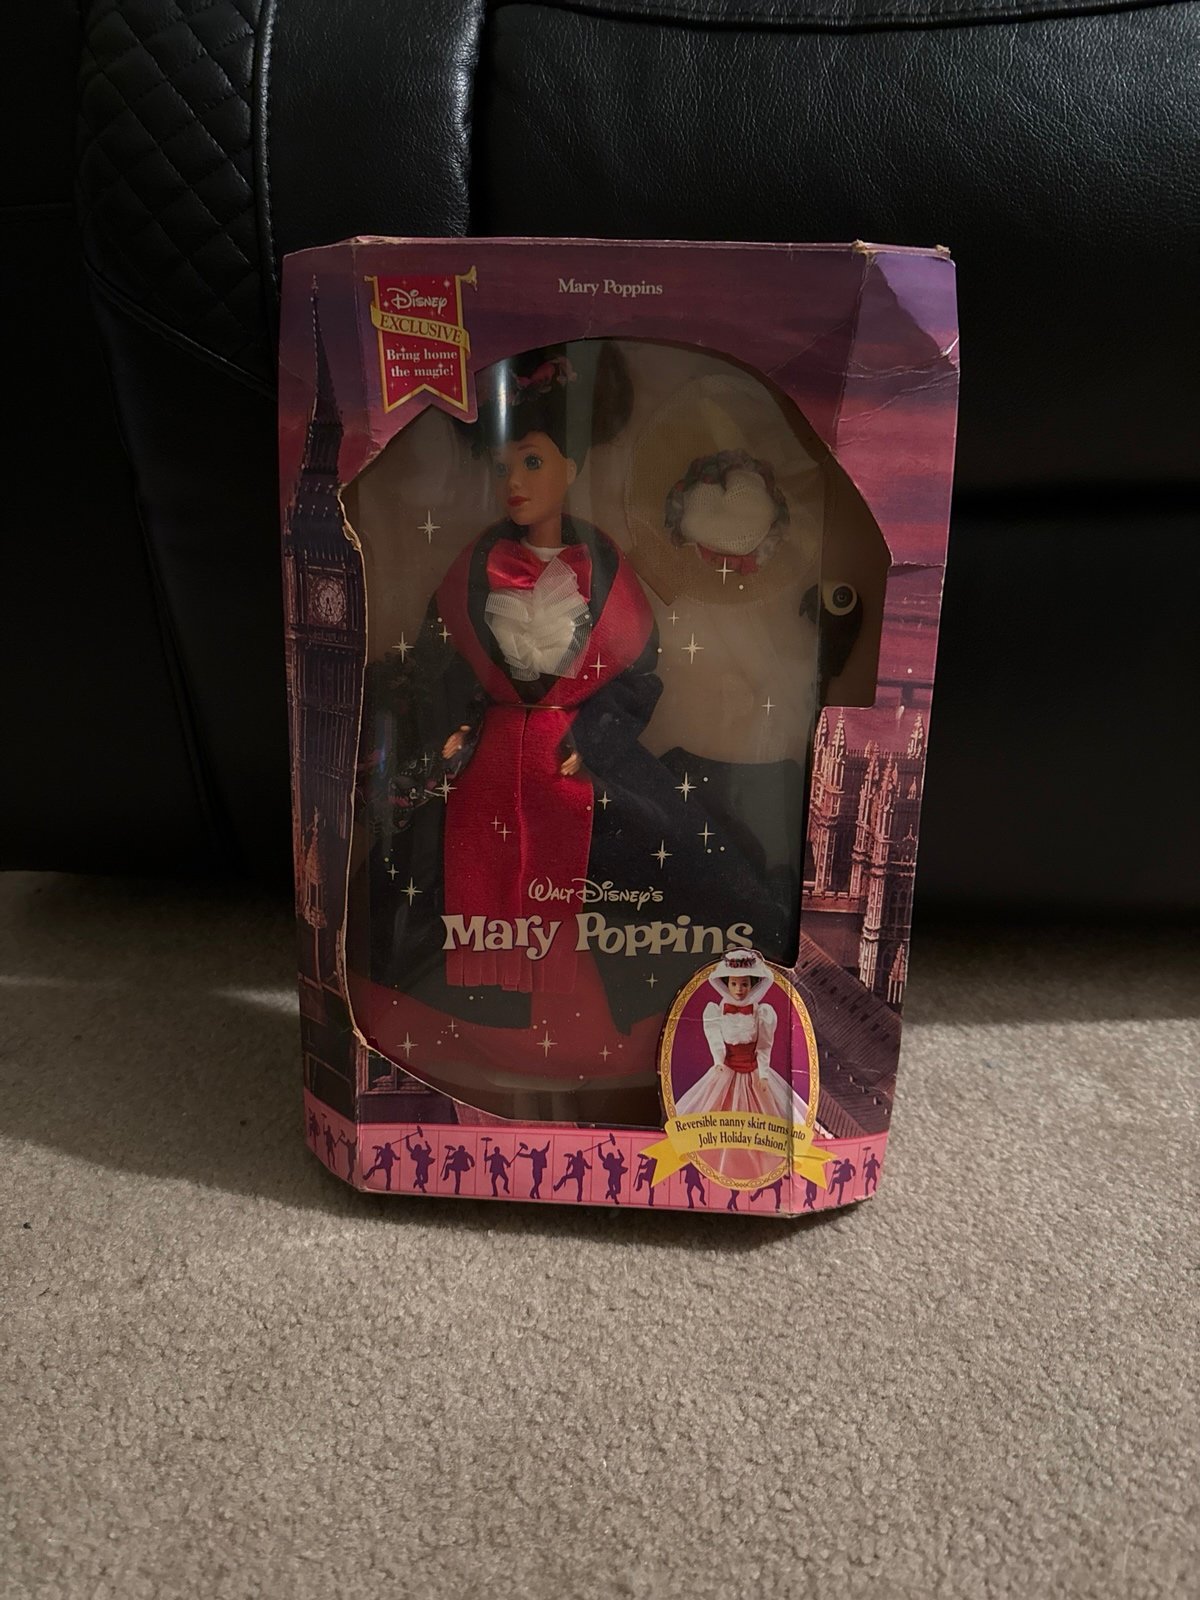 Mary Poppins
Disney
EXCLUSIVE
Bring home
the magic!
Walt Disney's
Mary Poppins
Reversible nanny skirt turns into
Jolly Holiday fashion!